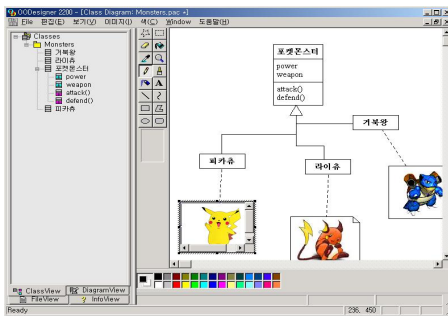 OODesigner 2200 - [Class Diagram: Monsters.pac *]
File 편집(E) 보기(V) 이미지(I) 색(C) Window 도움말(H)
Classes
Monsters
거북왕
라이츄
포켓몬스터
power
weapon
attack()
defend()
피카츄
ClassView
DiagramView
FileView
InfoView
A
포켓몬스터
power
weapon
attack()
defend()
거북왕
피카츄
라이츄
Ready
236, 450